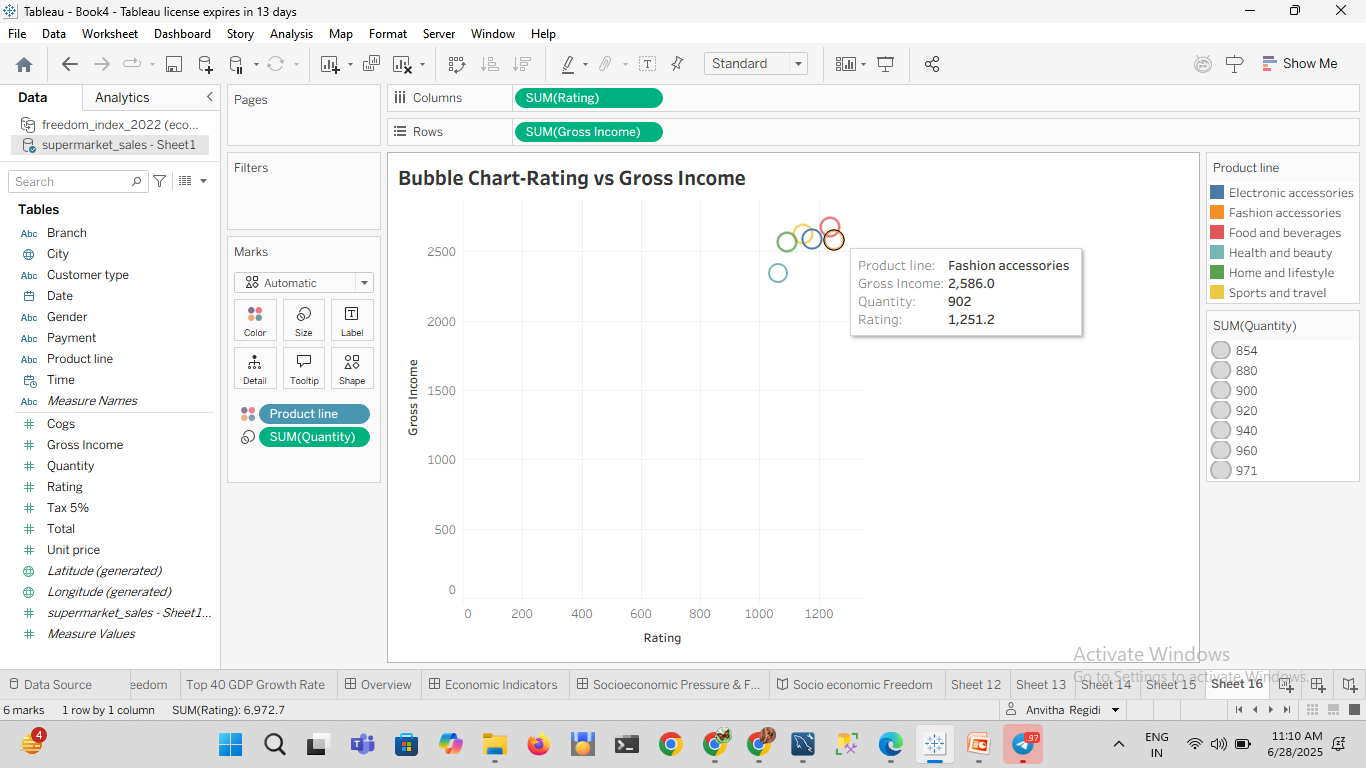 Tableau - Book4 - Tableau license expires in 13 days
File Data Worksheet Dashboard Story Analysis Map Format Server Window Help
Standard
Show Me
Data Analytics
freedom_index_2022 (eco...
supermarket_sales - Sheet1
Search
Tables
Abc Branch
City
Abc Customer type
Date
Abc Gender
Abc Payment
Abc Product line
Time
Abc Measure Names
Cogs
Gross Income
Quantity
Rating
Tax 5%
Total
Unit price
Latitude (generated)
Longitude (generated)
supermarket_sales - Sheet1...
Measure Values
Pages
Filters
Marks
Automatic
Color Size Label
Detail Tooltip Shape
Product line
SUM(Quantity)
Columns SUM(Rating)
Rows SUM(Gross Income)
Bubble Chart-Rating vs Gross Income
2500
2000
1500
1000
500
0
Gross Income
0 200 400 600 800 1000 1200
Rating
Product line: Fashion accessories
Gross Income: 2,586.0
Quantity: 902
Rating: 1,251.2
Product line
Electronic accessories
Fashion accessories
Food and beverages
Health and beauty
Home and lifestyle
Sports and travel
SUM(Quantity)
854
880
900
920
940
960
971
Activate Windows
Go to Settings to activate Windows.
Data Source eedom Top 40 GDP Growth Rate Overview Economic Indicators Socioeconomic Pressure & F... Socio economic Freedom Sheet 12 Sheet 13 Sheet 14 Sheet 15 Sheet 16
6 marks 1 row by 1 column SUM(Rating): 6,972.7 Anvitha Regidi
4
97
ENG
IN
11:10 AM
6/28/2025